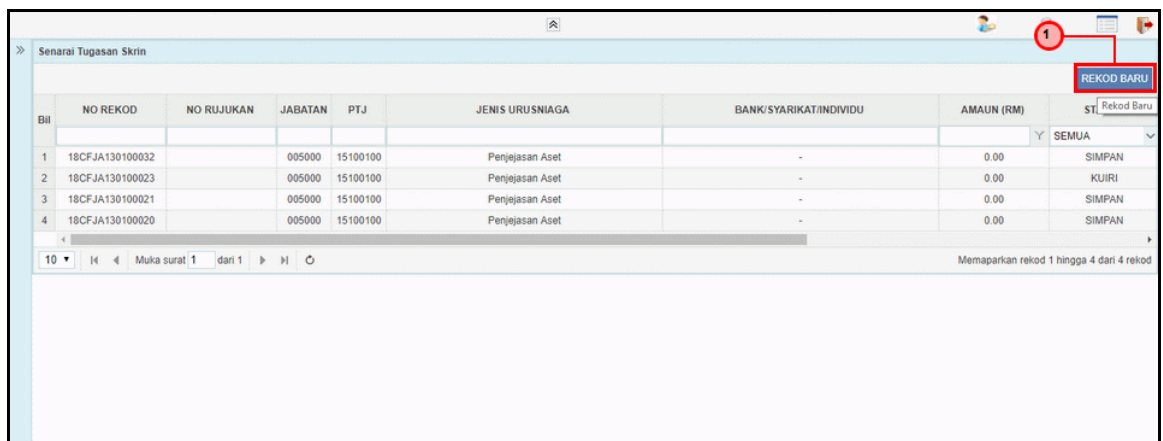 1
Senarai Tugasan Skrin
REKOD BARU
Bil NO REKOD NO RUJUKAN JABATAN PTJ JENIS URUSNIAGA BANK/SYARIKAT/INDIVIDU AMAUN (RM) Rekod Baru
SEMUA
1 18CFJA130100032 005000 15100100 Penjejasan Aset - 0.00 SIMPAN
2 18CFJA130100023 005000 15100100 Penjejasan Aset - 0.00 KUIRI
3 18CFJA130100021 005000 15100100 Penjejasan Aset - 0.00 SIMPAN
4 18CFJA130100020 005000 15100100 Penjejasan Aset - 0.00 SIMPAN
10 Muka surat 1 dari 1 Memaparkan rekod 1 hingga 4 dari 4 rekod